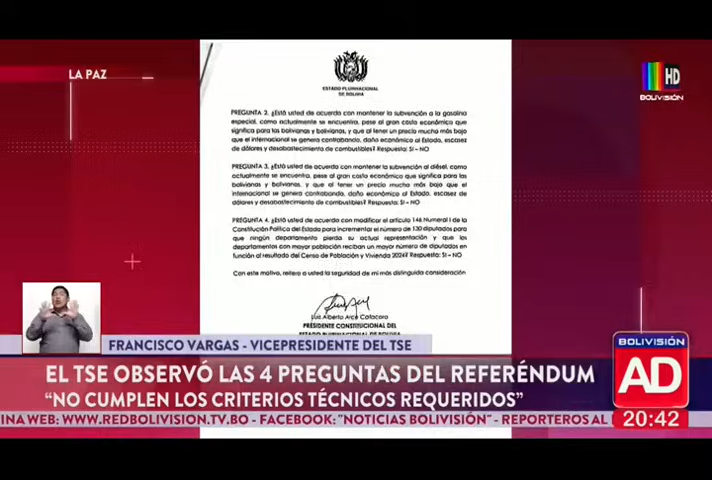 LA PAZ
HD
BOLIVISIÓN
ESTADO PLURINACIONAL
DE BOLIVIA
PREGUNTA 2. ¿Está usted de acuerdo con mantener la subvención a la gasolina
especial, como actualmente se encuentra, pese al gran costo económico que
significa para las bolivianas y bolivianos, y que al tener un precio mucho más bajo
que el internacional se genera contrabando, daño económico al Estado, escasez
de dólares y desabastecimiento de combustibles? Respuesta: SI – NO
PREGUNTA 3. ¿Está usted de acuerdo con mantener la subvención al diésel, como
actualmente se encuentra, pese al gran costo económico que significa para las
bolivianas y bolivianos, y que al tener un precio mucho más bajo que el
internacional se genera contrabando, daño económico al Estado, escasez de
dólares y desabastecimiento de combustibles? Respuesta: SI – NO
PREGUNTA 4. ¿Está usted de acuerdo con modificar el artículo 146 Numeral I de la
Constitución Política del Estado para incrementar el número de 130 diputados para
que ningún departamento pierda su actual representación y que los
departamentos con mayor población reciban un mayor número de diputados en
función al resultado del Censo de Población y Vivienda 2024? Respuesta: SI – NO
Con este motivo, reitero a usted la seguridad de mi más distinguida consideración
Luis Alberto Arce Catacora
PRESIDENTE CONSTITUCIONAL DEL
ESTADO PLURINACIONAL DE BOLIVIA
FRANCISCO VARGAS - VICEPRESIDENTE DEL TSE
EL TSE OBSERVÓ LAS 4 PREGUNTAS DEL REFERÉNDUM
“NO CUMPLEN LOS CRITERIOS TÉCNICOS REQUERIDOS”
BOLIVISIÓN
AD
20:42
INA WEB: WWW.REDBOLIVISION.TV.BO - FACEBOOK: "NOTICIAS BOLIVISIÓN" - REPORTEROS AL